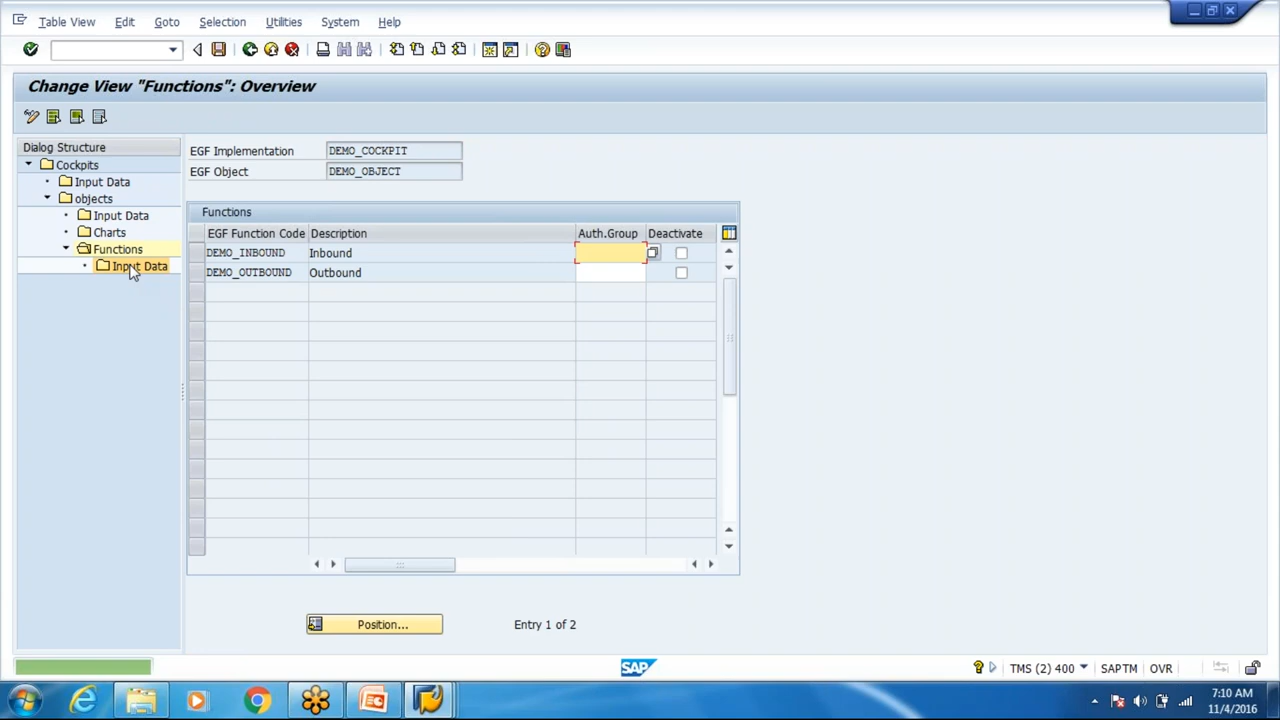 Table View Edit Goto Selection Utilities System Help
Change View "Functions": Overview
Dialog Structure
Cockpits
Input Data
objects
Input Data
Charts
Functions
Input Data
EGF Implementation DEMO_COCKPIT
EGF Object DEMO_OBJECT
Functions
EGF Function Code Description Auth.Group Deactivate
DEMO_INBOUND Inbound
DEMO_OUTBOUND Outbound
Position... Entry 1 of 2
SAP TMS (2) 400 SAPTM OVR
7:10 AM
11/4/2016